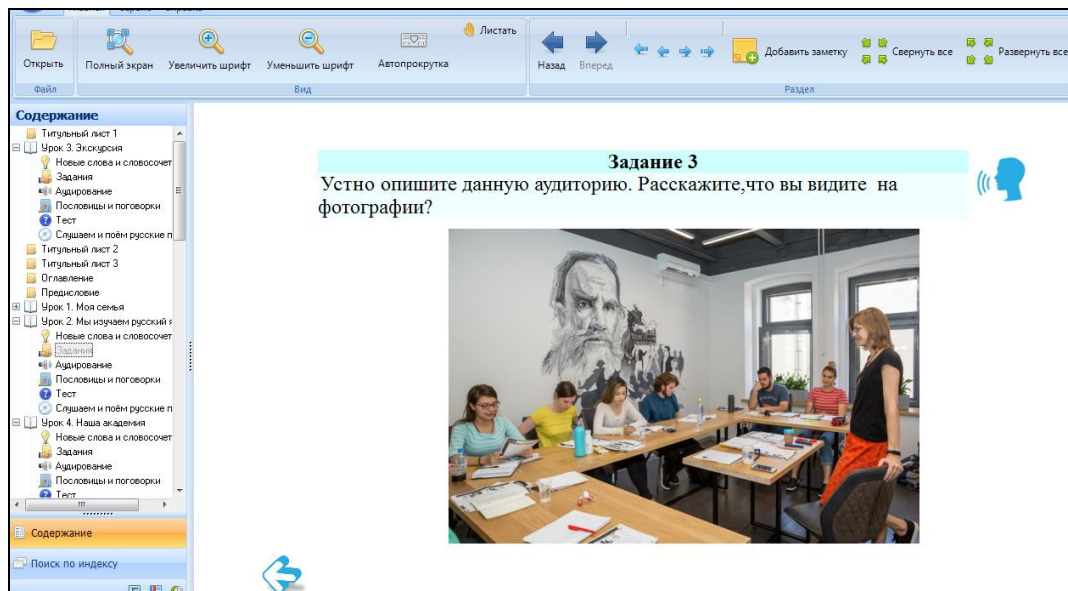 Листать
Открыть
Полный экран
Увеличить шрифт
Уменьшить шрифт
Автопрокрутка
Назад
Вперед
Добавить заметку
Свернуть все
Развернуть все
Файл
Вид
Раздел
Содержание
Титульный лист 1
Урок 3. Экскурсия
Новые слова и словосочет
Задания
Аудирование
Пословицы и поговорки
Тест
Слушаем и поём русские п
Титульный лист 2
Титульный лист 3
Оглавление
Предисловие
Урок 1. Моя семья
Урок 2. Мы изучаем русский я
Новые слова и словосочет
Задания
Аудирование
Пословицы и поговорки
Тест
Слушаем и поём русские п
Урок 4. Наша академия
Новые слова и словосочет
Задания
Аудирование
Пословицы и поговорки
Тест
Содержание
Поиск по индексу
Задание 3
Устно опишите данную аудиторию. Расскажите,что вы видите на
фотографии?